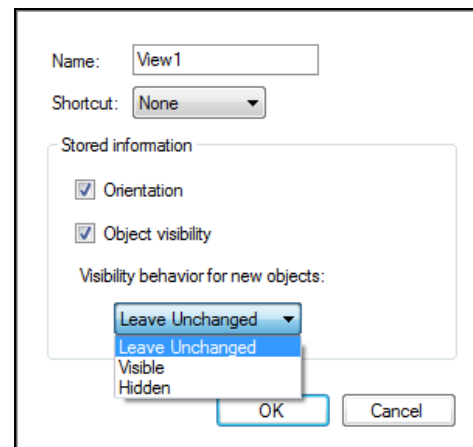 Name: View1
Shortcut: None
Stored information
Orientation
Object visibility
Visibility behavior for new objects:
Leave Unchanged
Leave Unchanged
Visible
Hidden
OK Cancel